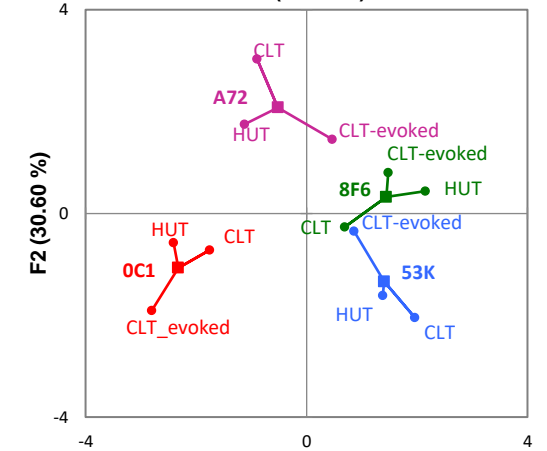 4
CLT
A72
HUT
CLT-evoked
CLT-evoked
8F6
HUT
F2 (30.60 %)
0
CLT
CLT-evoked
HUT
CLT
0C1
53K
HUT
CLT_evoked
CLT
-4
-4
0
4